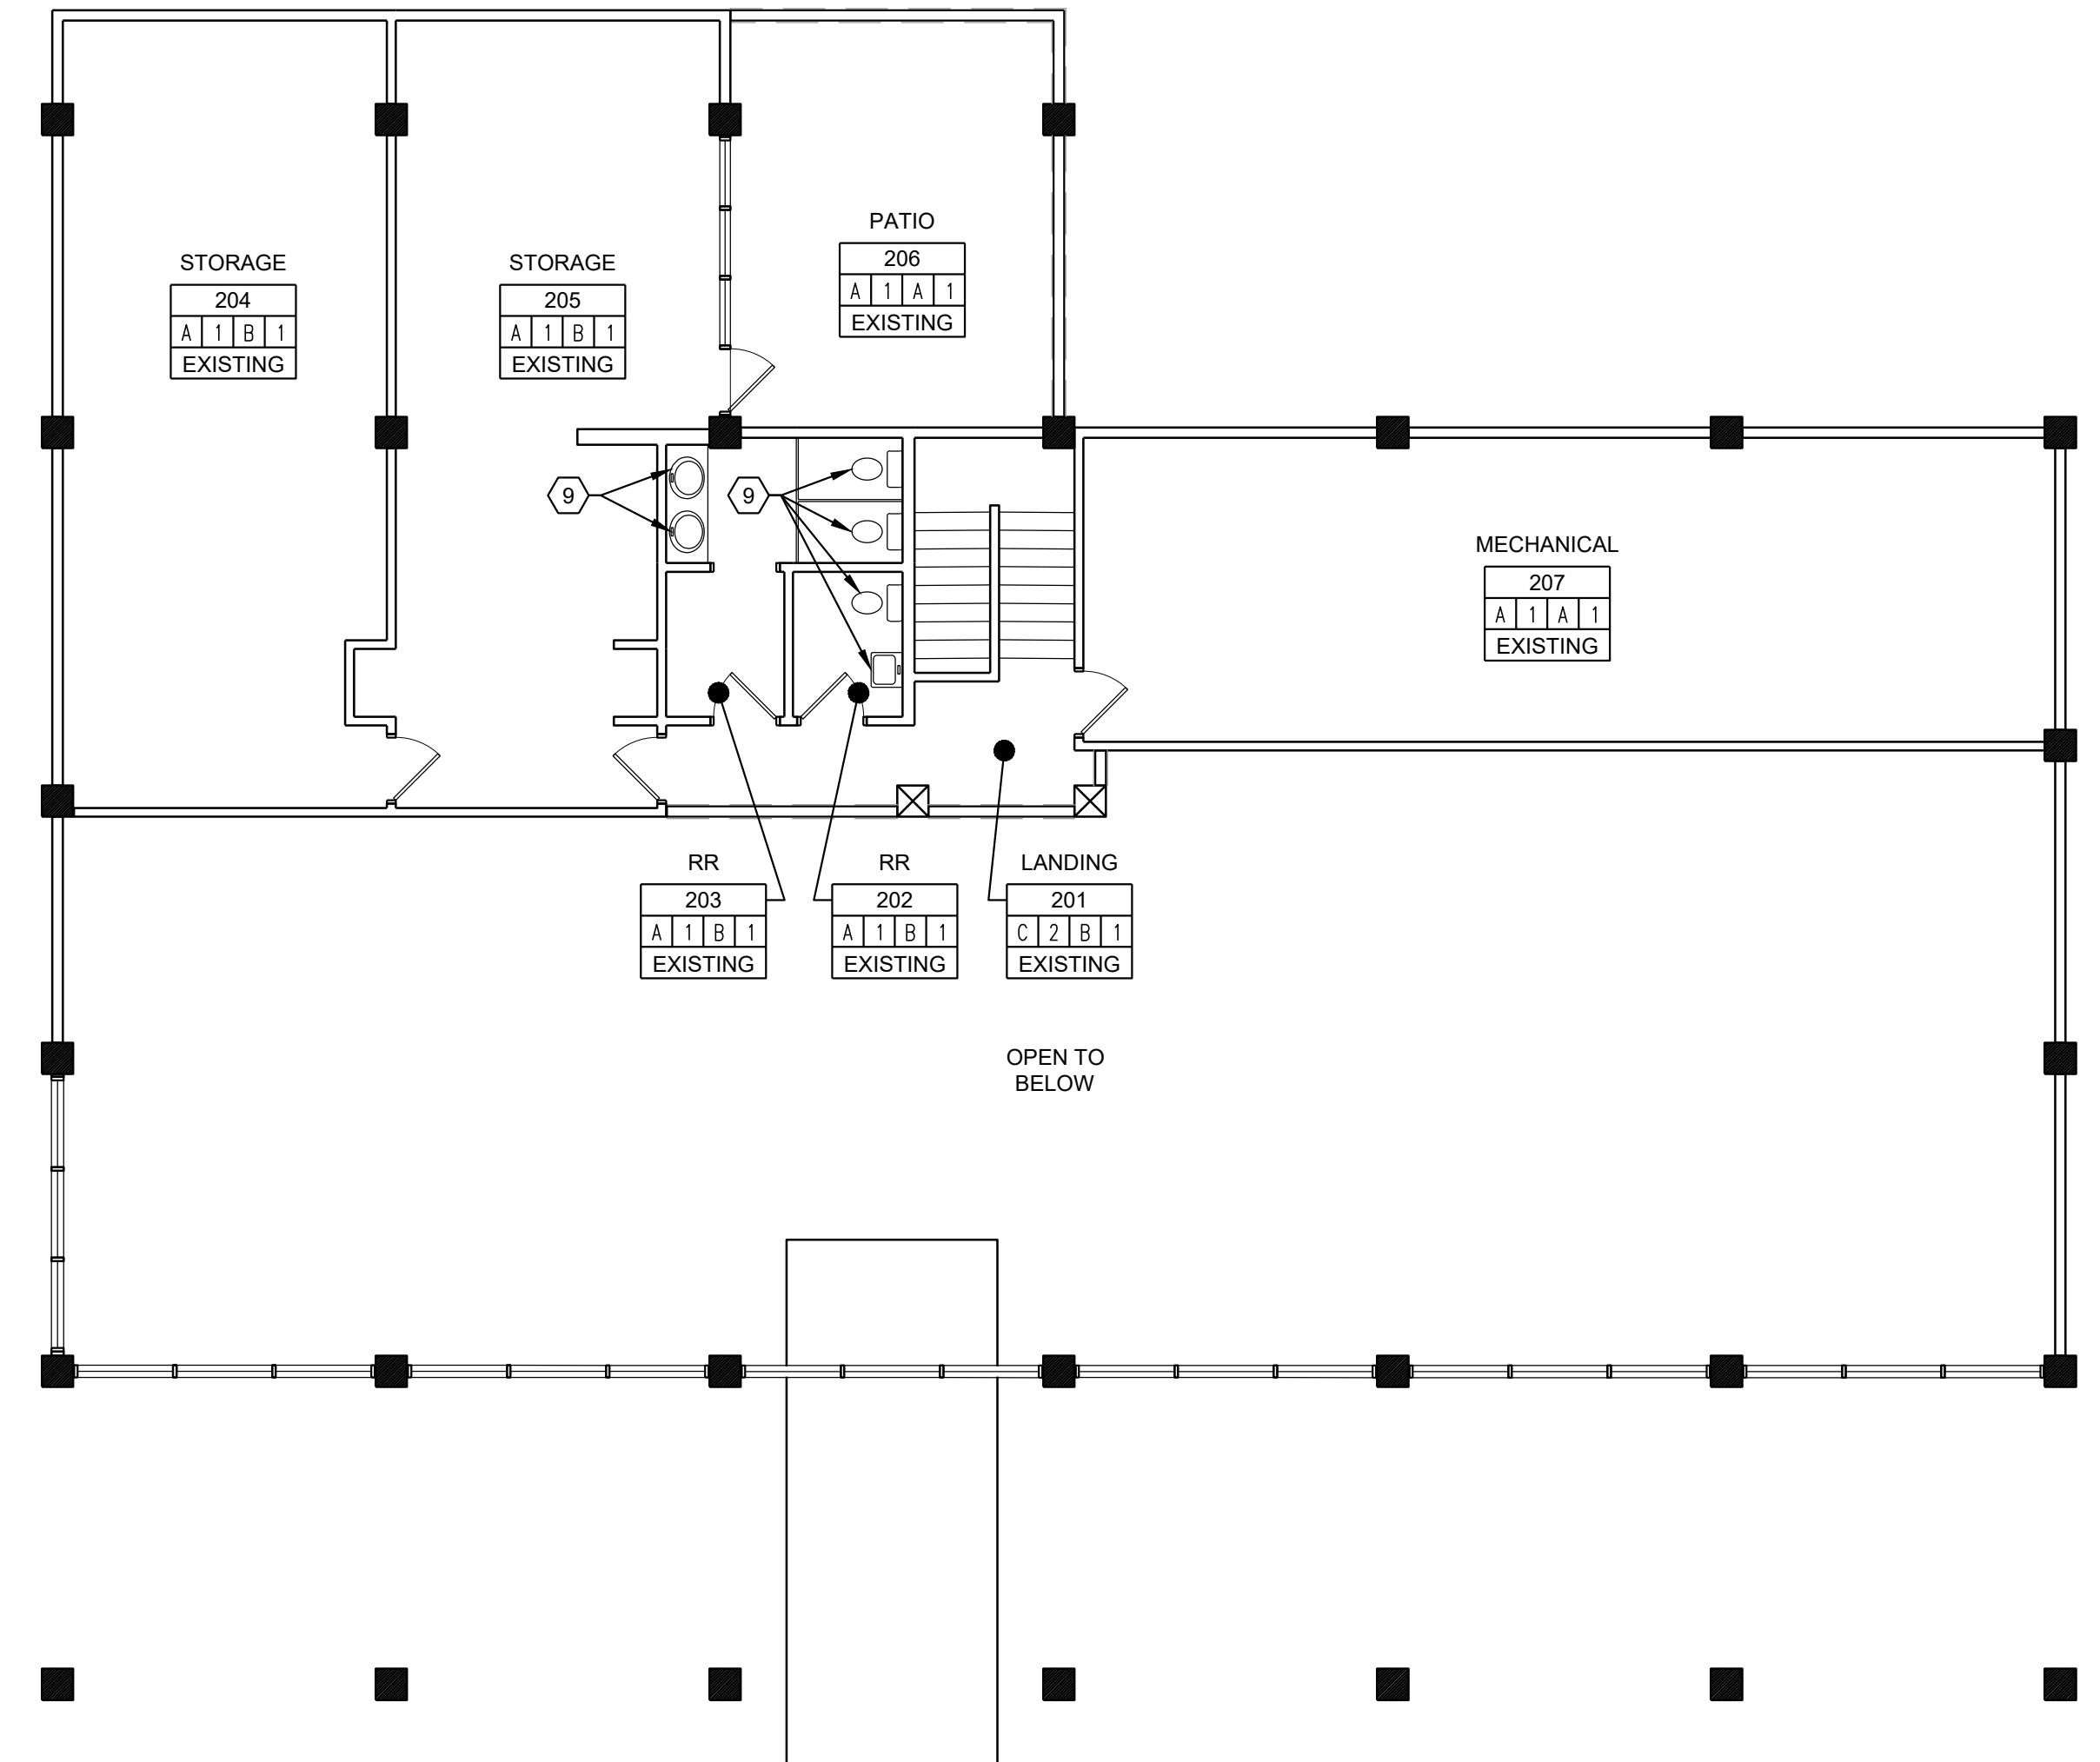 PATIO
206
A 1 A 1
EXISTING
STORAGE
204
A 1 B 1
EXISTING
STORAGE
205
A 1 B 1
EXISTING
9
9
MECHANICAL
207
A 1 A 1
EXISTING
RR
203
A 1 B 1
EXISTING
RR
202
A 1 B 1
EXISTING
LANDING
201
C 2 B 1
EXISTING
OPEN TO
BELOW